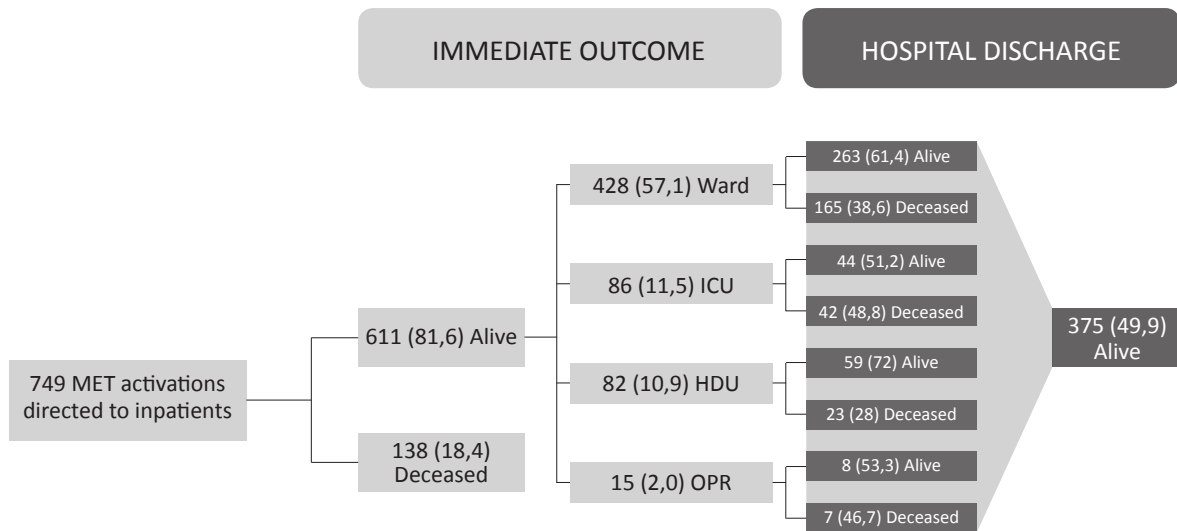 IMMEDIATE OUTCOME
HOSPITAL DISCHARGE
749 MET activations
directed to inpatients
611 (81,6) Alive
138 (18,4)
Deceased
428 (57,1) Ward
86 (11,5) ICU
82 (10,9) HDU
15 (2,0) OPR
263 (61,4) Alive
165 (38,6) Deceased
44 (51,2) Alive
42 (48,8) Deceased
59 (72) Alive
23 (28) Deceased
8 (53,3) Alive
7 (46,7) Deceased
375 (49,9)
Alive